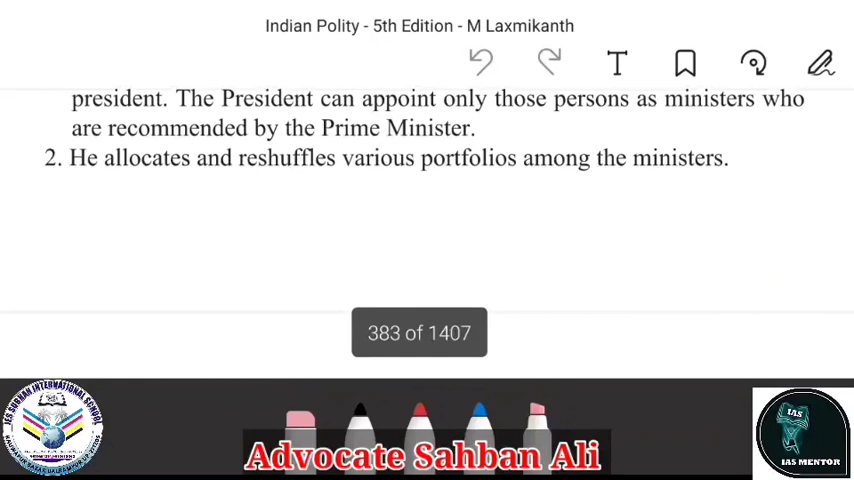 Indian Polity - 5th Edition - M Laxmikanth
president. The President can appoint only those persons as ministers who
are recommended by the Prime Minister.
2. He allocates and reshuffles various portfolios among the ministers.
383 of 1407
Advocate Sahban Ali
IAS
IAS MENTOR